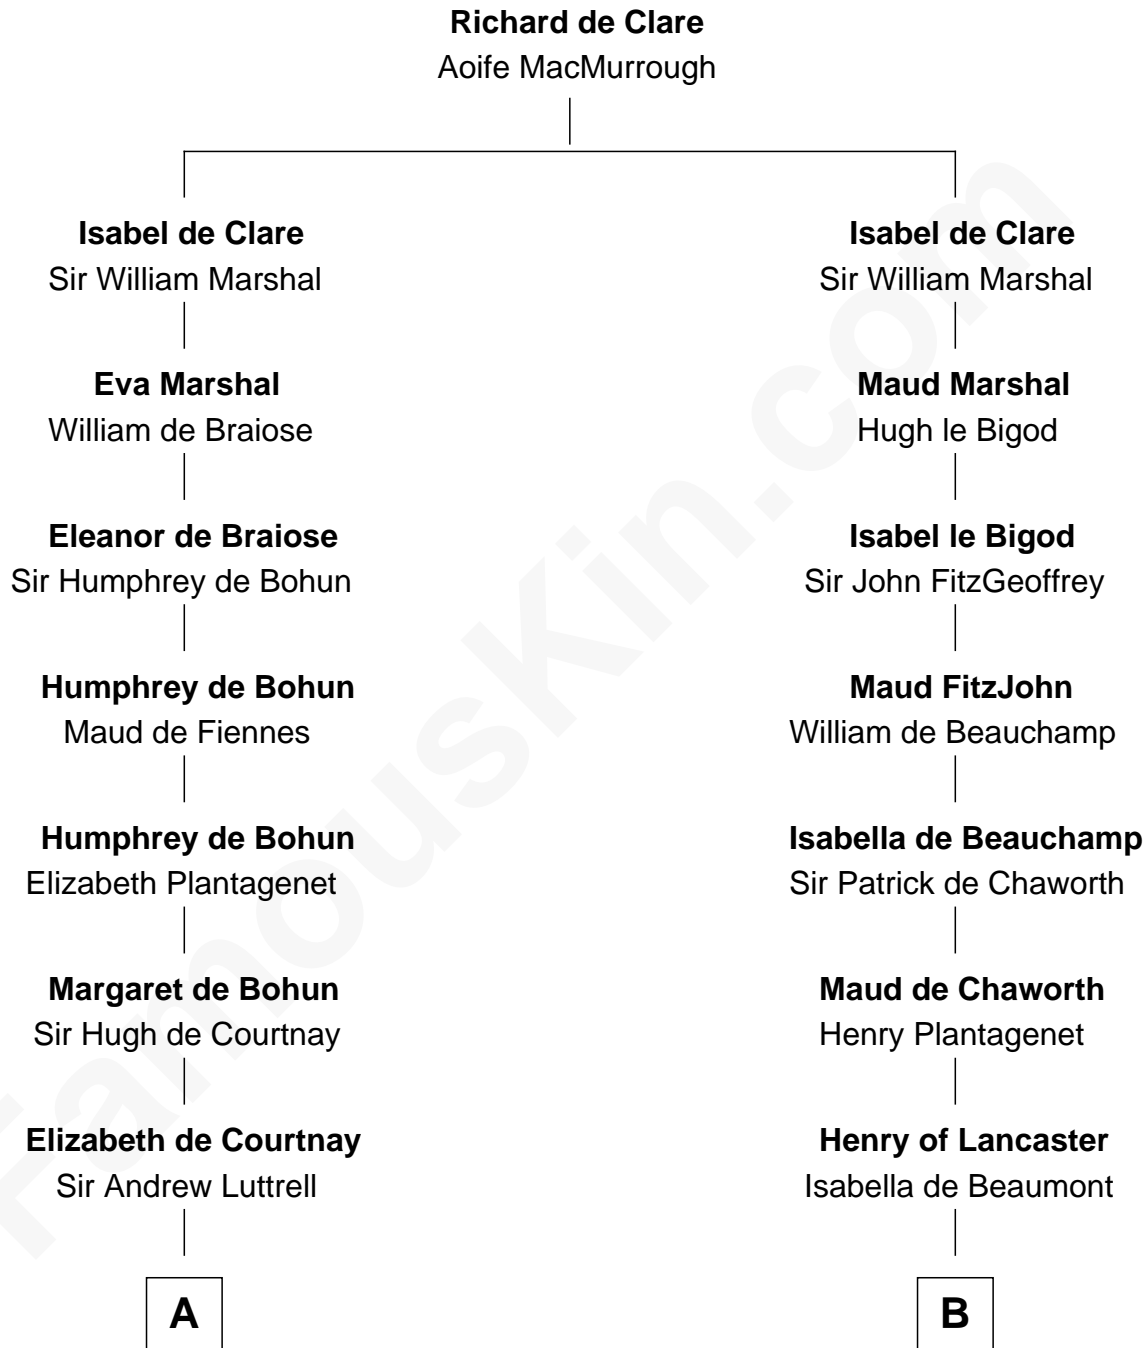 Richard de Clare
Aoife MacMurrough
Isabel de Clare
Sir William Marshal
Eva Marshal
William de Braiose
Eleanor de Braiose
Sir Humphrey de Bohun
Humphrey de Bohun
Maud de Fiennes
Humphrey de Bohun
Elizabeth Plantagenet
Margaret de Bohun
Sir Hugh de Courtnay
Elizabeth de Courtnay
Sir Andrew Luttrell
A
Isabel de Clare
Sir William Marshal
Maud Marshal
Hugh le Bigod
Isabel le Bigod
Sir John FitzGeoffrey
Maud FitzJohn
William de Beauchamp
Isabella de Beauchamp
Sir Patrick de Chaworth
Maud de Chaworth
Henry Plantagenet
Henry of Lancaster
Isabella de Beaumont
B
FamousKin.com